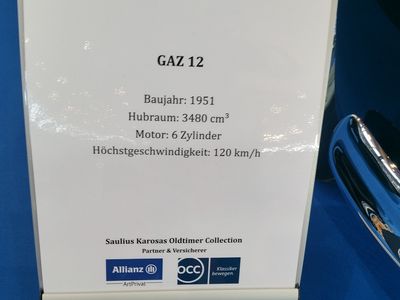 GAZ 12
Baujahr: 1951
Hubraum: 3480 cm³
Motor: 6 Zylinder
Höchstgeschwindigkeit: 120 km/h
Saulius Karosas Oldtimer Collection
Partner & Versicherer
Allianz
ArtPrivat
OCC
Klassiker
bewegen.